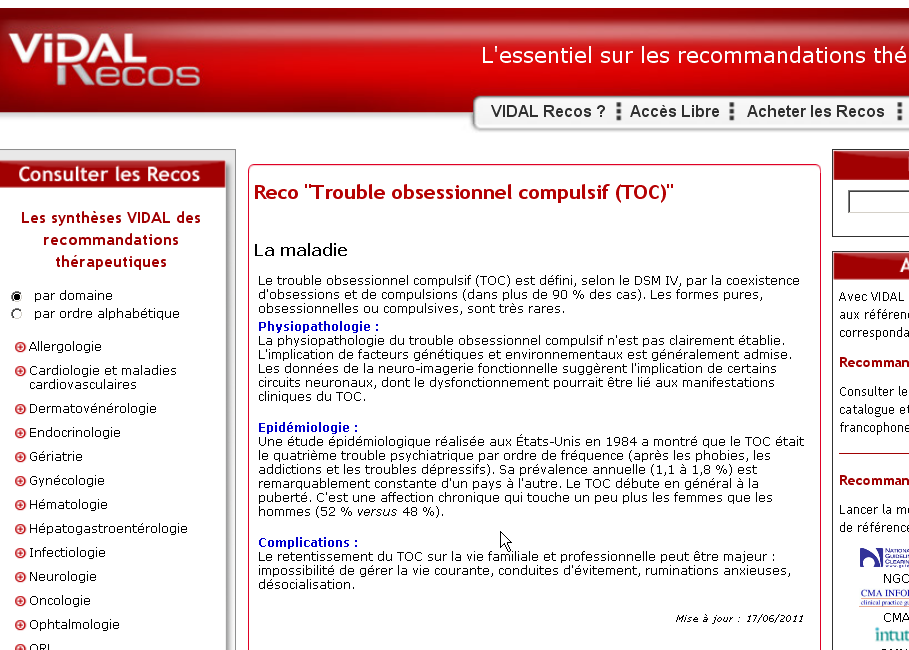 ViDAL
Recos
L'essentiel sur les recommandations thé
VIDAL Recos ?
Accès Libre
Acheter les Recos
Consulter les Recos
Les synthèses VIDAL des
recommandations
thérapeutiques
par domaine
par ordre alphabétique
Allergologie
Cardiologie et maladies
cardiovasculaires
Dermatovénérologie
Endocrinologie
Gériatrie
Gynécologie
Hématologie
Hépatogastroentérologie
Infectiologie
Neurologie
Oncologie
Ophtalmologie
ORL
Reco "Trouble obsessionnel compulsif (TOC)"
La maladie
Le trouble obsessionnel compulsif (TOC) est défini, selon le DSM IV, par la coexistence
d'obsessions et de compulsions (dans plus de 90 % des cas). Les formes pures,
obsessionnelles ou compulsives, sont très rares.
Physiopathologie :
La physiopathologie du trouble obsessionnel compulsif n'est pas clairement établie.
L'implication de facteurs génétiques et environnementaux est généralement admise.
Les données de la neuro-imagerie fonctionnelle suggèrent l'implication de certains
circuits neuronaux, dont le dysfonctionnement pourrait être lié aux manifestations
cliniques du TOC.
Epidémiologie :
Une étude épidémiologique réalisée aux États-Unis en 1984 a montré que le TOC était
le quatrième trouble psychiatrique par ordre de fréquence (après les phobies, les
addictions et les troubles dépressifs). Sa prévalence annuelle (1,1 à 1,8 %) est
remarquablement constante d'un pays à l'autre. Le TOC débute en général à la
puberté. C'est une affection chronique qui touche un peu plus les femmes que les
hommes (52 % versus 48 %).
Complications :
Le retentissement du TOC sur la vie familiale et professionnelle peut être majeur :
impossibilité de gérer la vie courante, conduites d'évitement, ruminations anxieuses,
désocialisation.
Mise à jour : 17/06/2011
A
Avec VIDAL
aux référen
corresponda
Recomman
Consulter le
catalogue et
francophone
Recomman
Lancer la m
de référence
NGC
CMA INFO
clinical practice g
CMA
intut